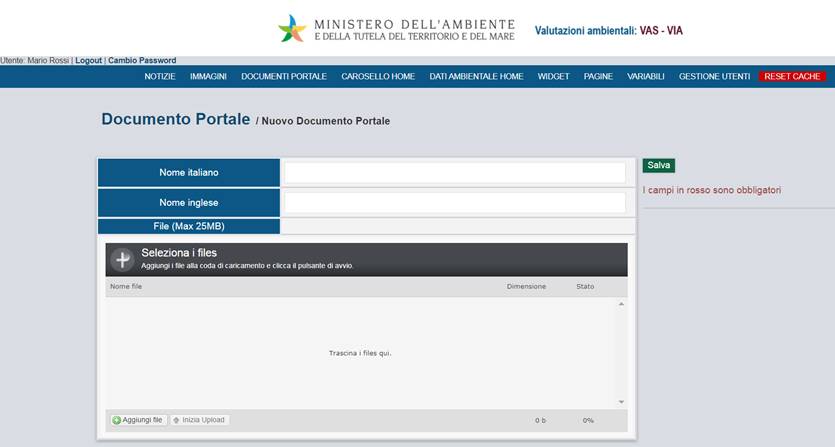 MINISTERO DELL'AMBIENTE
E DELLA TUTELA DEL TERRITORIO E DEL MARE
Valutazioni ambientali: VAS - VIA
Utente: Mario Rossi | Logout | Cambio Password
NOTIZIE IMMAGINI DOCUMENTI PORTALE CAROSELLO HOME DATI AMBIENTALE HOME WIDGET PAGINE VARIABILI GESTIONE UTENTI RESET CACHE
Documento Portale / Nuovo Documento Portale
Nome italiano
Salva
I campi in rosso sono obbligatori
Nome inglese
File (Max 25MB)
Seleziona i files
Aggiungi i file alla coda di caricamento e clicca il pulsante di avvio.
Nome file Dimensione Stato
Trascina i files qui.
Aggiungi file Inizia Upload 0 b 0%